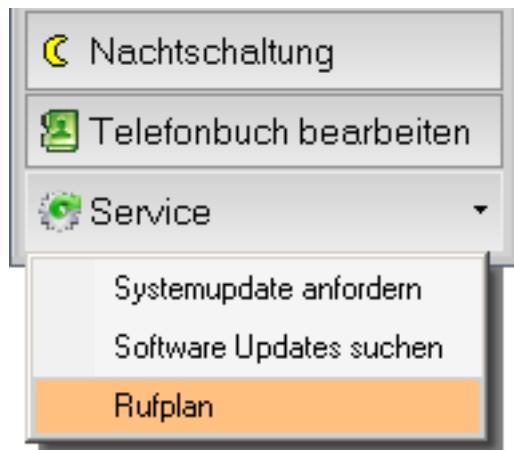 Nachtschaltung
Telefonbuch bearbeiten
Service
Systemupdate anfordern
Software Updates suchen
Rufplan